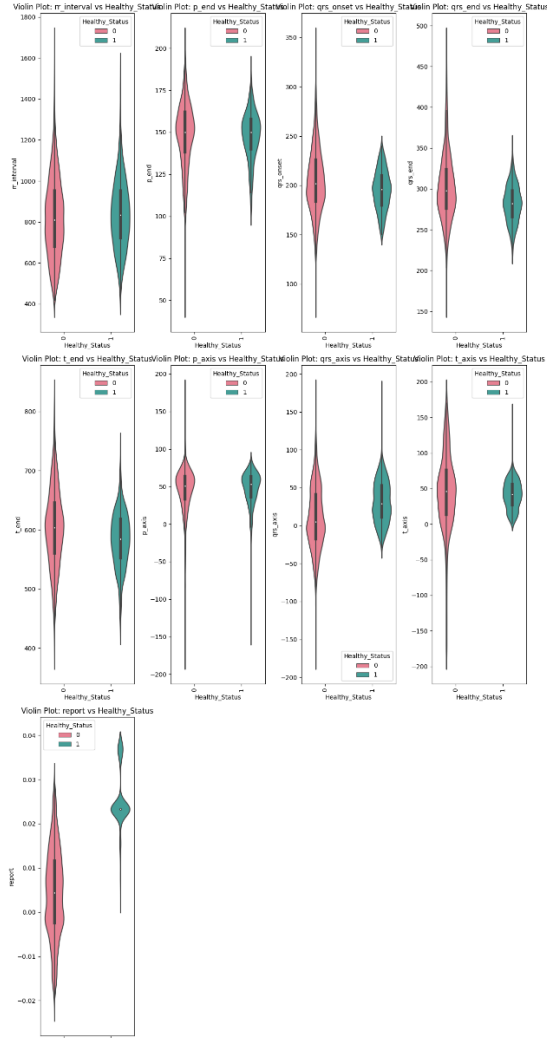 Violin Plot: rr_interval vs Healthy_Status
Violin Plot: p_end vs Healthy_Status
Violin Plot: qrs_onset vs Healthy_Status
Violin Plot: qrs_end vs Healthy_Status
1800
1600
1400
1200
1000
800
600
400
rr_interval
Healthy_Status
0
1
0
1
Healthy_Status
200
175
150
125
100
75
50
p_end
Healthy_Status
0
1
0
1
Healthy_Status
350
300
250
200
150
100
qrs_onset
Healthy_Status
0
1
0
1
Healthy_Status
500
450
400
350
300
250
200
150
qrs_end
Healthy_Status
0
1
0
1
Healthy_Status
Violin Plot: t_end vs Healthy_Status
Violin Plot: p_axis vs Healthy_Status
Violin Plot: qrs_axis vs Healthy_Status
Violin Plot: t_axis vs Healthy_Status
800
700
600
500
400
t_end
Healthy_Status
0
1
0
1
Healthy_Status
200
150
100
50
0
−50
−100
−150
−200
p_axis
Healthy_Status
0
1
0
1
Healthy_Status
200
150
100
50
0
−50
−100
−150
−200
qrs_axis
Healthy_Status
0
1
0
1
Healthy_Status
200
150
100
50
0
−50
−100
−150
−200
t_axis
Healthy_Status
0
1
0
1
Healthy_Status
Violin Plot: report vs Healthy_Status
0.04
0.03
0.02
0.01
0.00
−0.01
−0.02
report
Healthy_Status
0
1